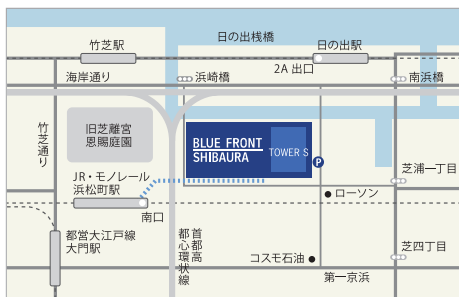 日の出桟橋
竹芝駅
日の出駅
2A 出口
海岸通り
浜崎橋
南浜橋
竹芝通り
旧芝離宮
恩賜庭園
BLUE FRONT
SHIBAURA
TOWER S
P
JR・モノレール
浜松町駅
芝浦一丁目
ローソン
南口
都営大江戸線
大門駅
首都高
都心環状線
コスモ石油
芝四丁目
第一京浜